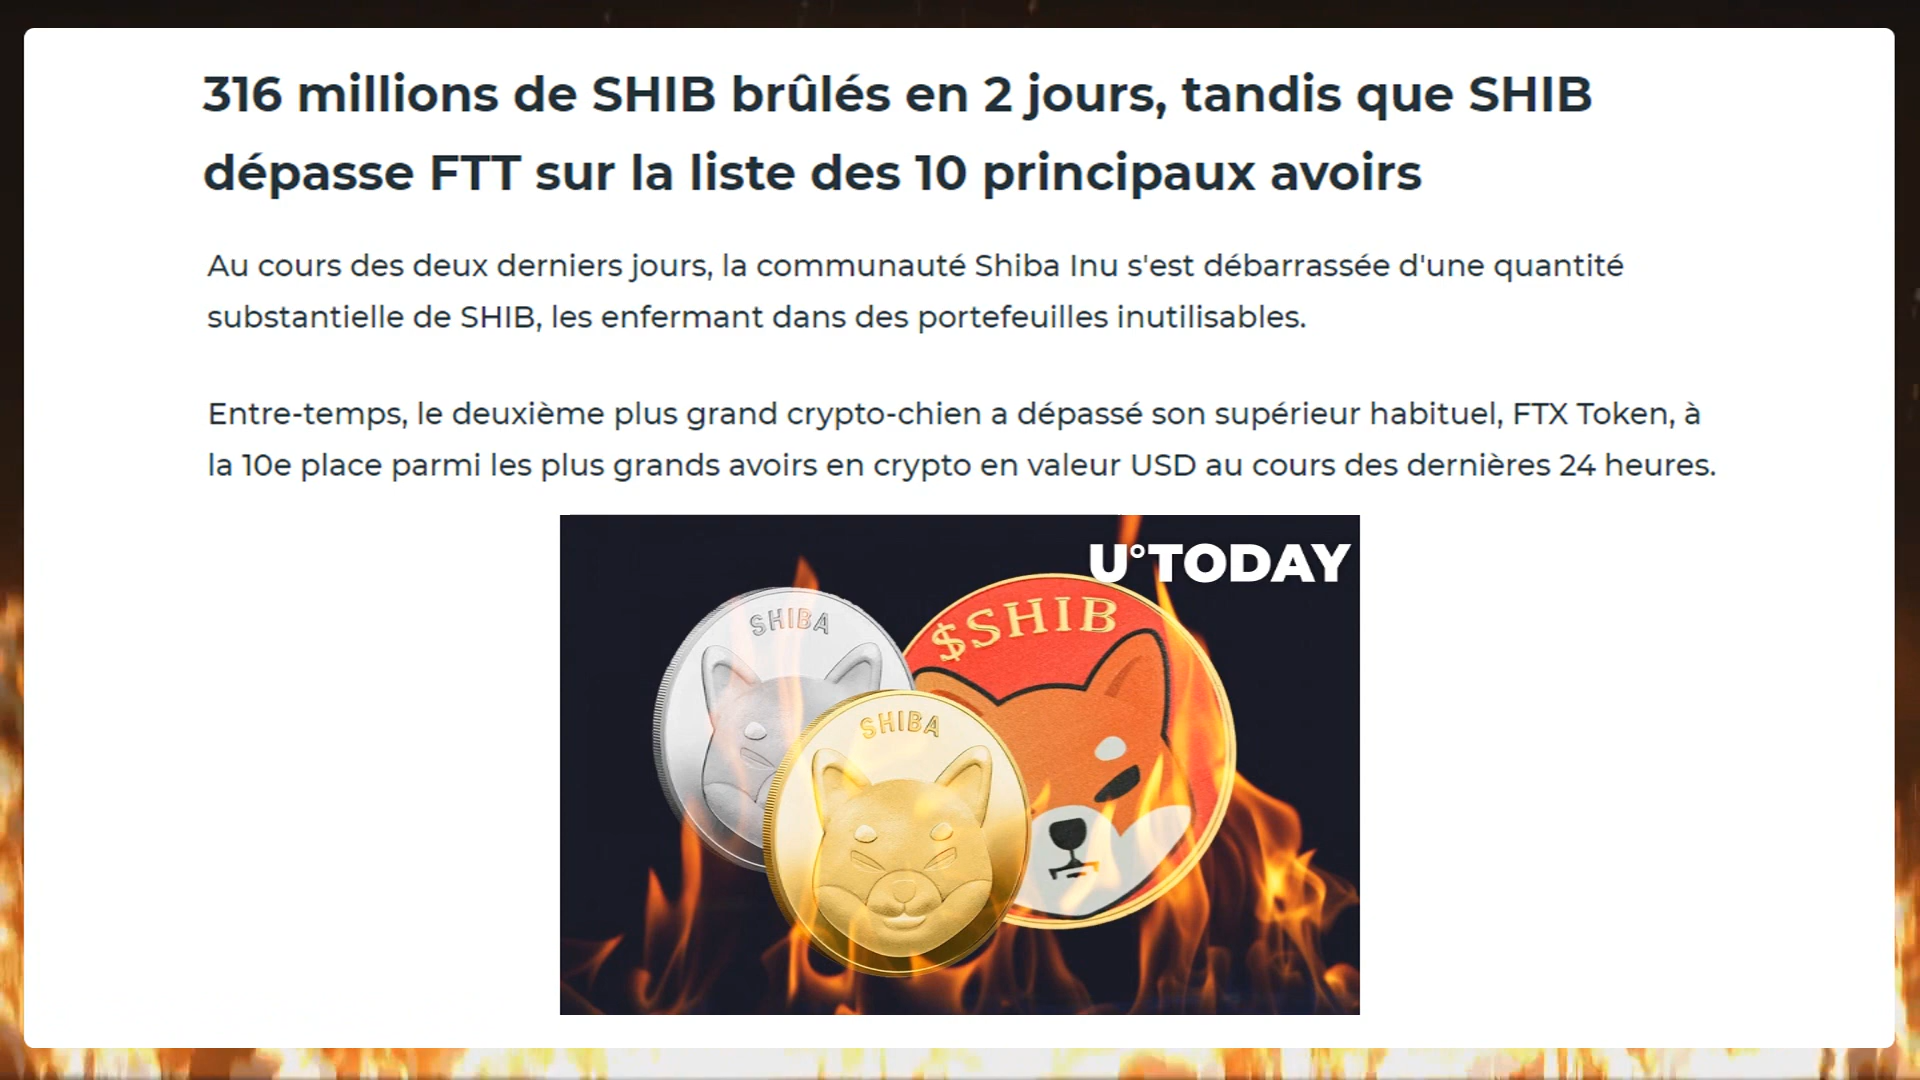 316 millions de SHIB brûlés en 2 jours, tandis que SHIB
dépasse FTT sur la liste des 10 principaux avoirs
Au cours des deux derniers jours, la communauté Shiba Inu s'est débarrassée d'une quantité
substantielle de SHIB, les enfermant dans des portefeuilles inutilisables.
Entre-temps, le deuxième plus grand crypto-chien a dépassé son supérieur habituel, FTX Token, à
la 10e place parmi les plus grands avoirs en crypto en valeur USD au cours des dernières 24 heures.
U°TODAY
SHIBA
$SHIB
SHIBA